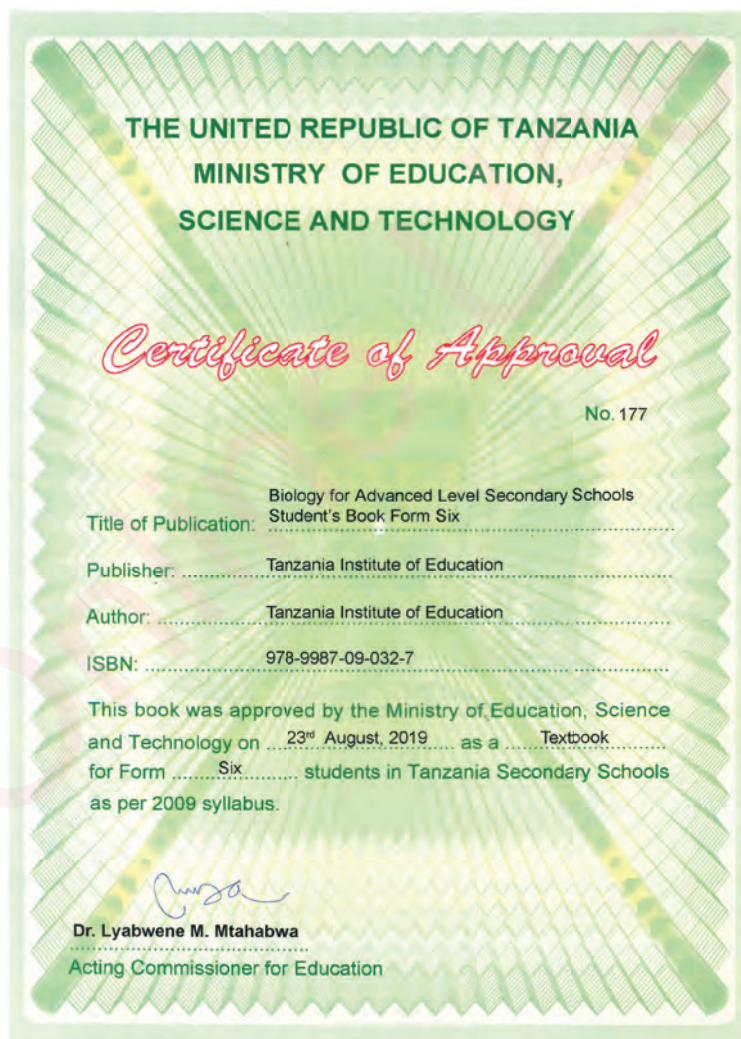 THE UNITED REPUBLIC OF TANZANIA
MINISTRY OF EDUCATION,
SCIENCE AND TECHNOLOGY
Certificate of Approval
No. 177
Title of Publication: Biology for Advanced Level Secondary Schools
Student's Book Form Six
Publisher: Tanzania Institute of Education
Author: Tanzania Institute of Education
ISBN: 978-9987-09-032-7
This book was approved by the Ministry of Education, Science
and Technology on 23rd August, 2019 as a Textbook
for Form Six students in Tanzania Secondary Schools
as per 2009 syllabus.
Dr. Lyabwene M. Mtahabwa
Acting Commissioner for Education